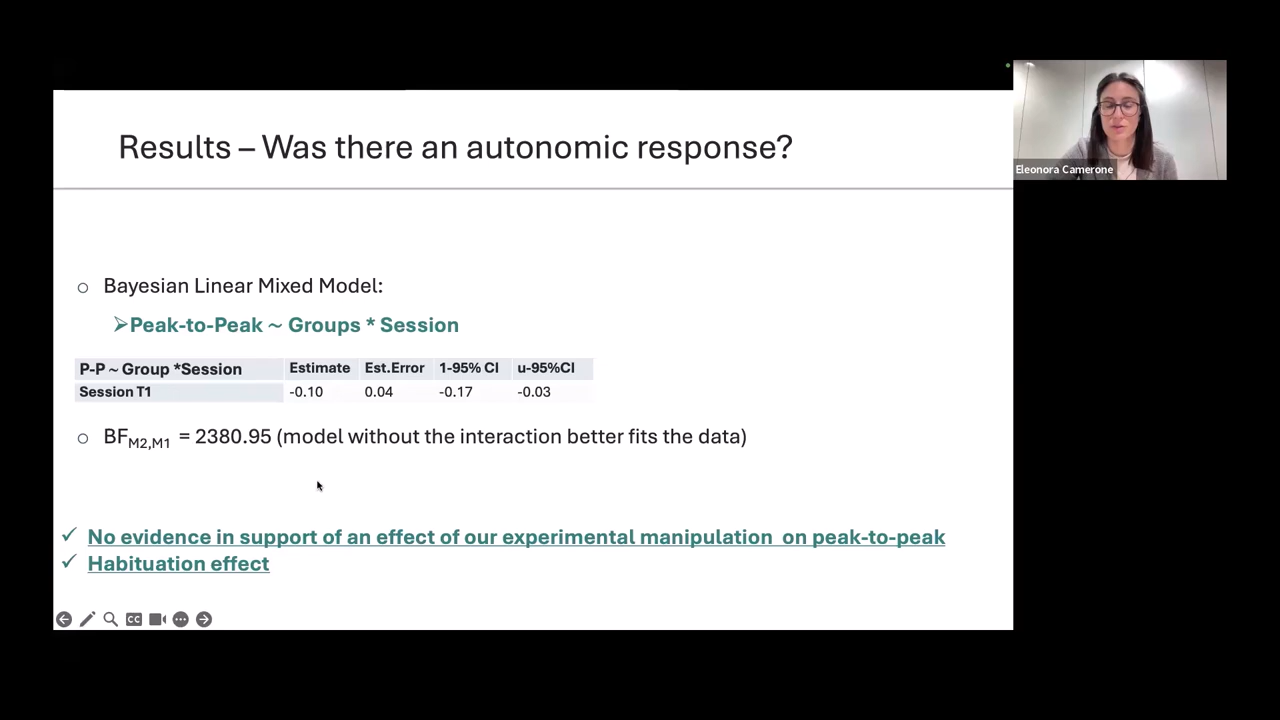 Results – Was there an autonomic response?
Eleonora Camerone
o Bayesian Linear Mixed Model:
➢Peak-to-Peak ~ Groups * Session
P-P ~ Group *Session Estimate Est.Error 1-95% CI u-95%CI
Session T1 -0.10 0.04 -0.17 -0.03
o BFM2,M1 = 2380.95 (model without the interaction better fits the data)
✓ No evidence in support of an effect of our experimental manipulation on peak-to-peak
✓ Habituation effect
CC